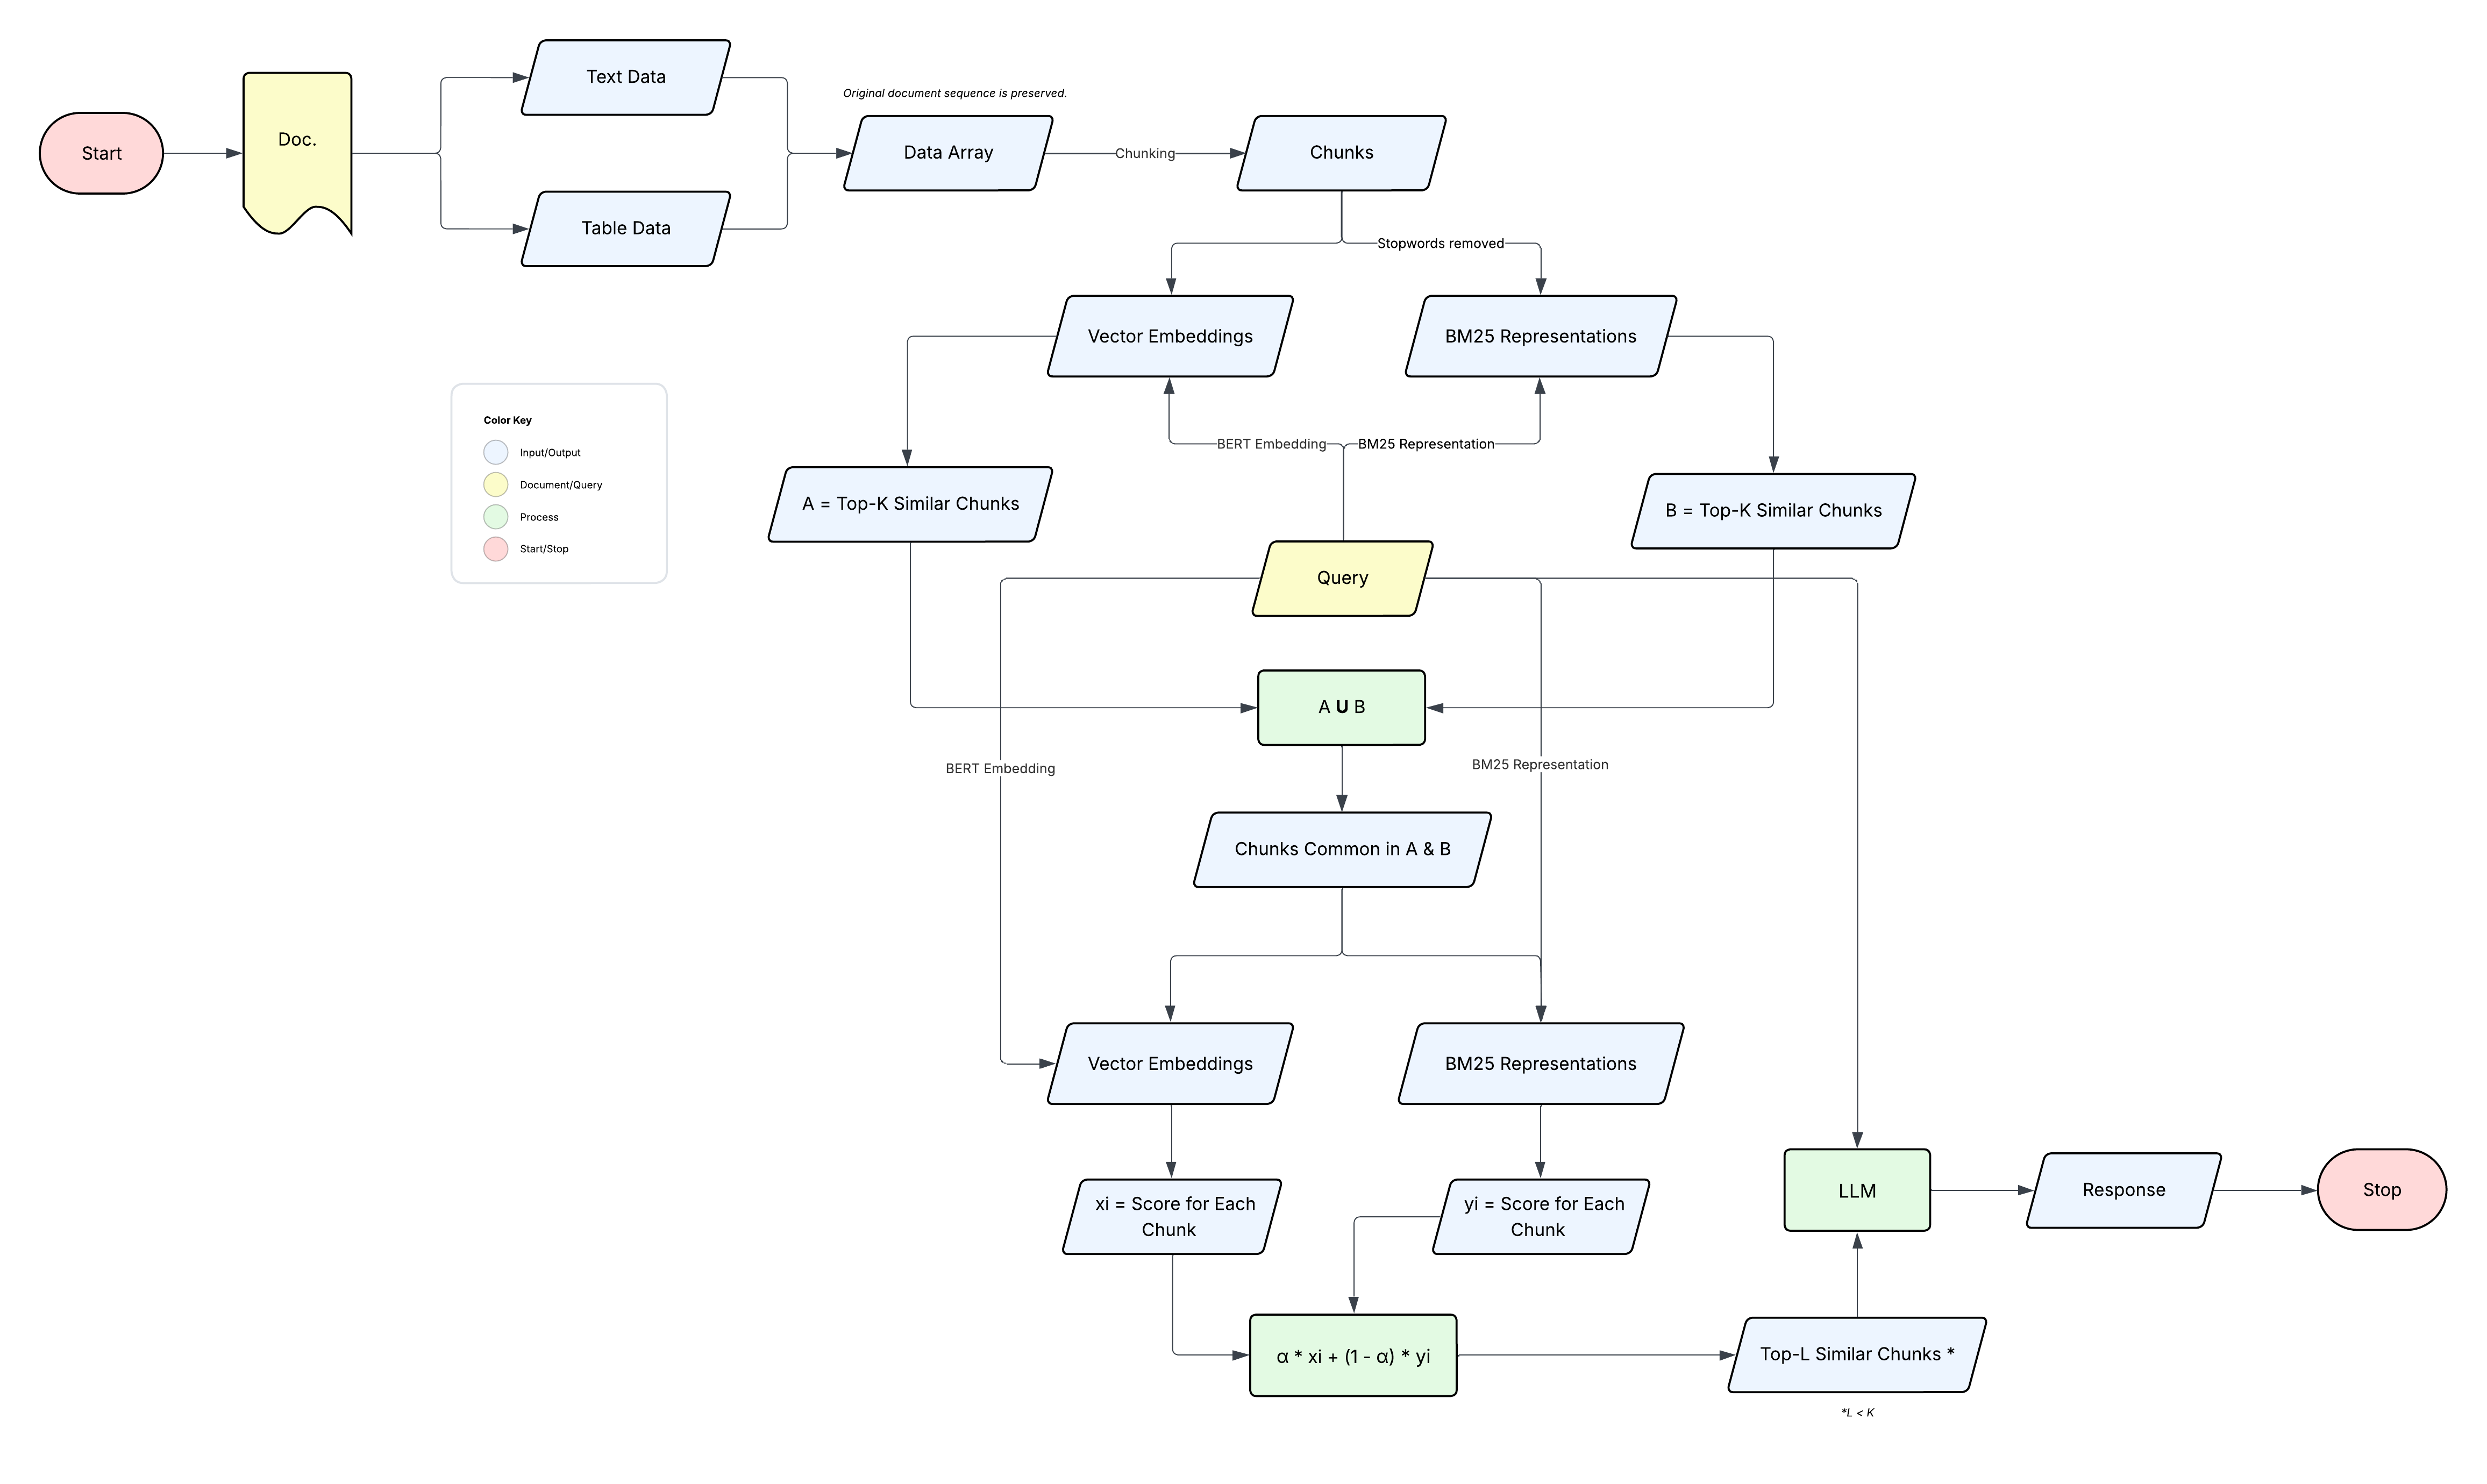 Start
Doc.
Text Data
Table Data
Original document sequence is preserved.
Data Array
Chunking
Chunks
Stopwords removed
Vector Embeddings
BM25 Representations
Color Key
Input/Output
Document/Query
Process
Start/Stop
BERT Embedding
BM25 Representation
A = Top-K Similar Chunks
B = Top-K Similar Chunks
Query
A U B
BERT Embedding
BM25 Representation
Chunks Common in A & B
Vector Embeddings
BM25 Representations
xi = Score for Each
Chunk
yi = Score for Each
Chunk
LLM
Response
Stop
α * xi + (1 - α) * yi
Top-L Similar Chunks *
*L < K